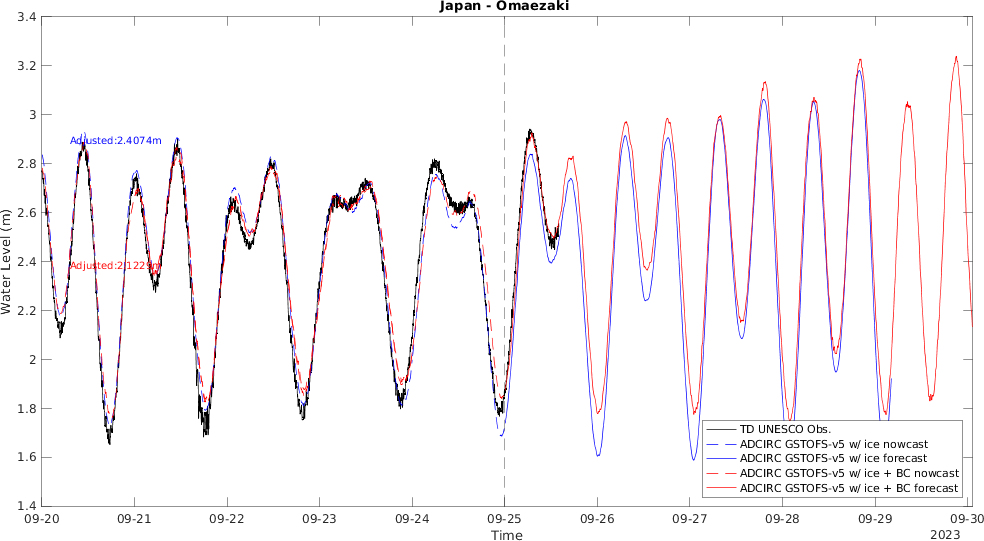 Japan - Omaezaki
3.4
3.2
3
2.8
2.6
2.4
2.2
2
1.8
1.6
1.4
Water Level (m)
Adjusted:2.4074m
Adjusted:2.1229m
TD UNESCO Obs.
ADCIRC GSTOFS-v5 w/ ice nowcast
ADCIRC GSTOFS-v5 w/ ice forecast
ADCIRC GSTOFS-v5 w/ ice + BC nowcast
ADCIRC GSTOFS-v5 w/ ice + BC forecast
09-20 09-21 09-22 09-23 09-24 09-25 09-26 09-27 09-28 09-29 09-30
Time
2023